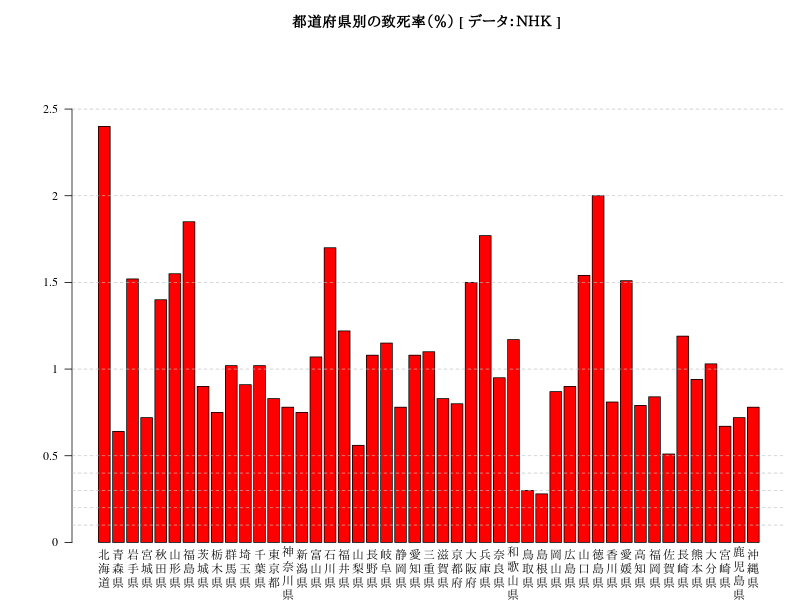 都道府県別の致死率(%) [ データ:NHK ]
2.5
2
1.5
1
0.5
0
北海道
青森県
岩手県
宮城県
秋田県
山形県
福島県
茨城県
栃木県
群馬県
埼玉県
千葉県
東京都
神奈川県
新潟県
富山県
石川県
福井県
山梨県
長野県
岐阜県
静岡県
愛知県
三重県
滋賀県
京都府
大阪府
兵庫県
奈良県
和歌山県
鳥取県
島根県
岡山県
広島県
山口県
徳島県
香川県
愛媛県
高知県
福岡県
佐賀県
長崎県
熊本県
大分県
宮崎県
鹿児島県
沖縄県